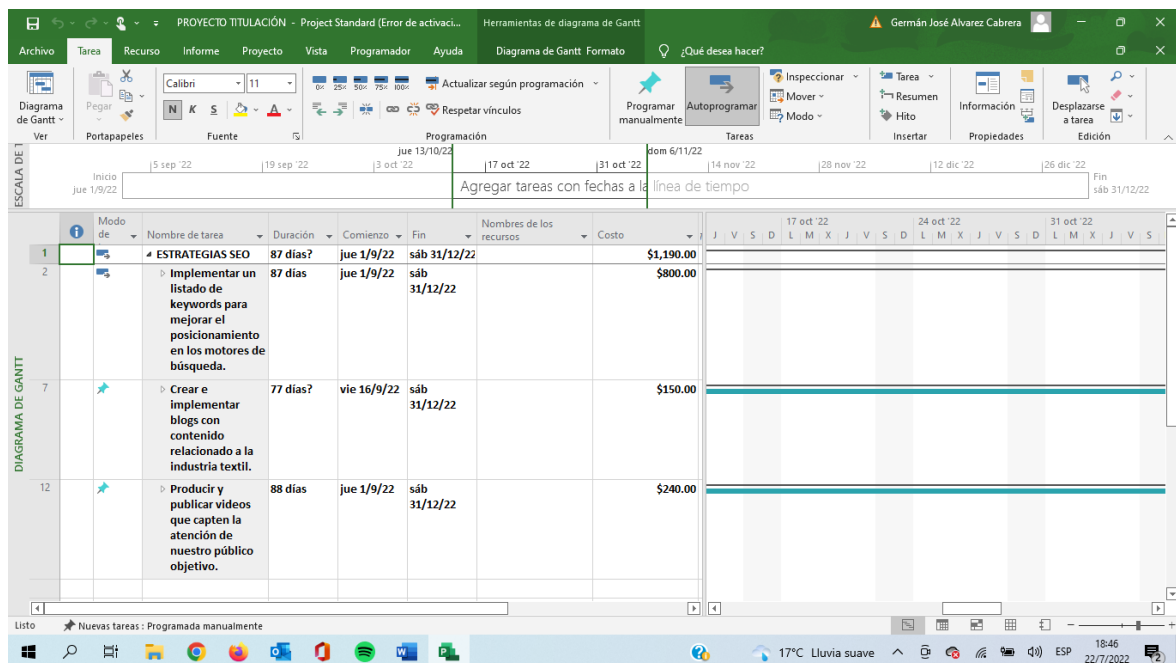 PROYECTO TITULACIÓN - Project Standard (Error de activaci...
Herramientas de diagrama de Gantt
Germán José Alvarez Cabrera
Archivo Tarea Recurso Informe Proyecto Vista Programador Ayuda Diagrama de Gantt Formato ¿Qué desea hacer?
Diagrama de Gantt
Ver
Pegar
Portapapeles
Calibri 11
N K S A
Fuente
0% 25% 50% 75% 100%
Actualizar según programación
Respetar vínculos
Programación
Programar manualmente
Autoprogramar
Inspeccionar
Mover
Modo
Tareas
Tarea
Resumen
Hito
Insertar
Información
Propiedades
Desplazarse a tarea
Edición
ESCALA DE T
jue 13/10/22 dom 6/11/22
5 sep '22 19 sep '22 3 oct '22 17 oct '22 31 oct '22 14 nov '22 28 nov '22 12 dic '22 26 dic '22
Inicio
jue 1/9/22
Agregar tareas con fechas a la línea de tiempo
Fin
sáb 31/12/22
DIAGRAMA DE GANTT
Modo de Nombre de tarea Duración Comienzo Fin Nombres de los recursos Costo
17 oct '22 24 oct '22 31 oct '22
J V S D L M X J V S D L M X J V S D L M X J V S
1 ESTRATEGIAS SEO 87 días? jue 1/9/22 sáb 31/12/22 $1,190.00
2 Implementar un 87 días jue 1/9/22 sáb $800.00
listado de 31/12/22
keywords para
mejorar el
posicionamiento
en los motores de
búsqueda.
7 Crear e 77 días? vie 16/9/22 sáb $150.00
implementar 31/12/22
blogs con
contenido
relacionado a la
industria textil.
12 Producir y 88 días jue 1/9/22 sáb $240.00
publicar videos 31/12/22
que capten la
atención de
nuestro público
objetivo.
Listo Nuevas tareas : Programada manualmente
17°C Lluvia suave ESP 18:46
22/7/2022